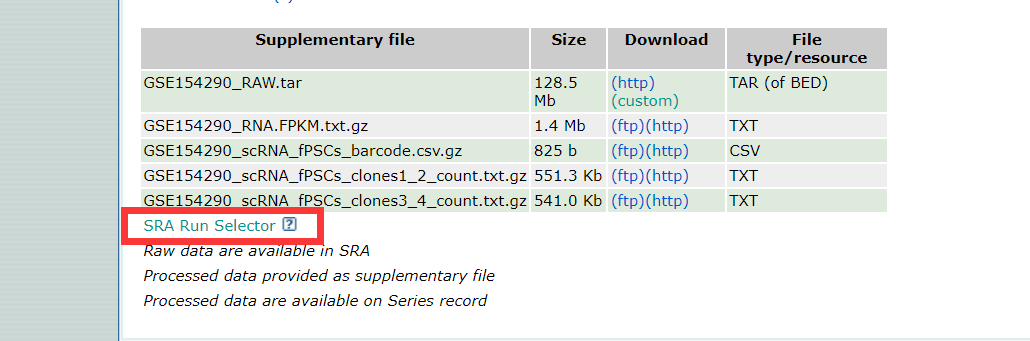 Supplementary file Size Download File type/resource
GSE154290_RAW.tar 128.5 Mb (http)(custom) TAR (of BED)
GSE154290_RNA.FPKM.txt.gz 1.4 Mb (ftp)(http) TXT
GSE154290_scRNA_fPSCs_barcode.csv.gz 825 b (ftp)(http) CSV
GSE154290_scRNA_fPSCs_clones1_2_count.txt.gz 551.3 Kb (ftp)(http) TXT
GSE154290_scRNA_fPSCs_clones3_4_count.txt.gz 541.0 Kb (ftp)(http) TXT
SRA Run Selector ?
Raw data are available in SRA
Processed data provided as supplementary file
Processed data are available on Series record